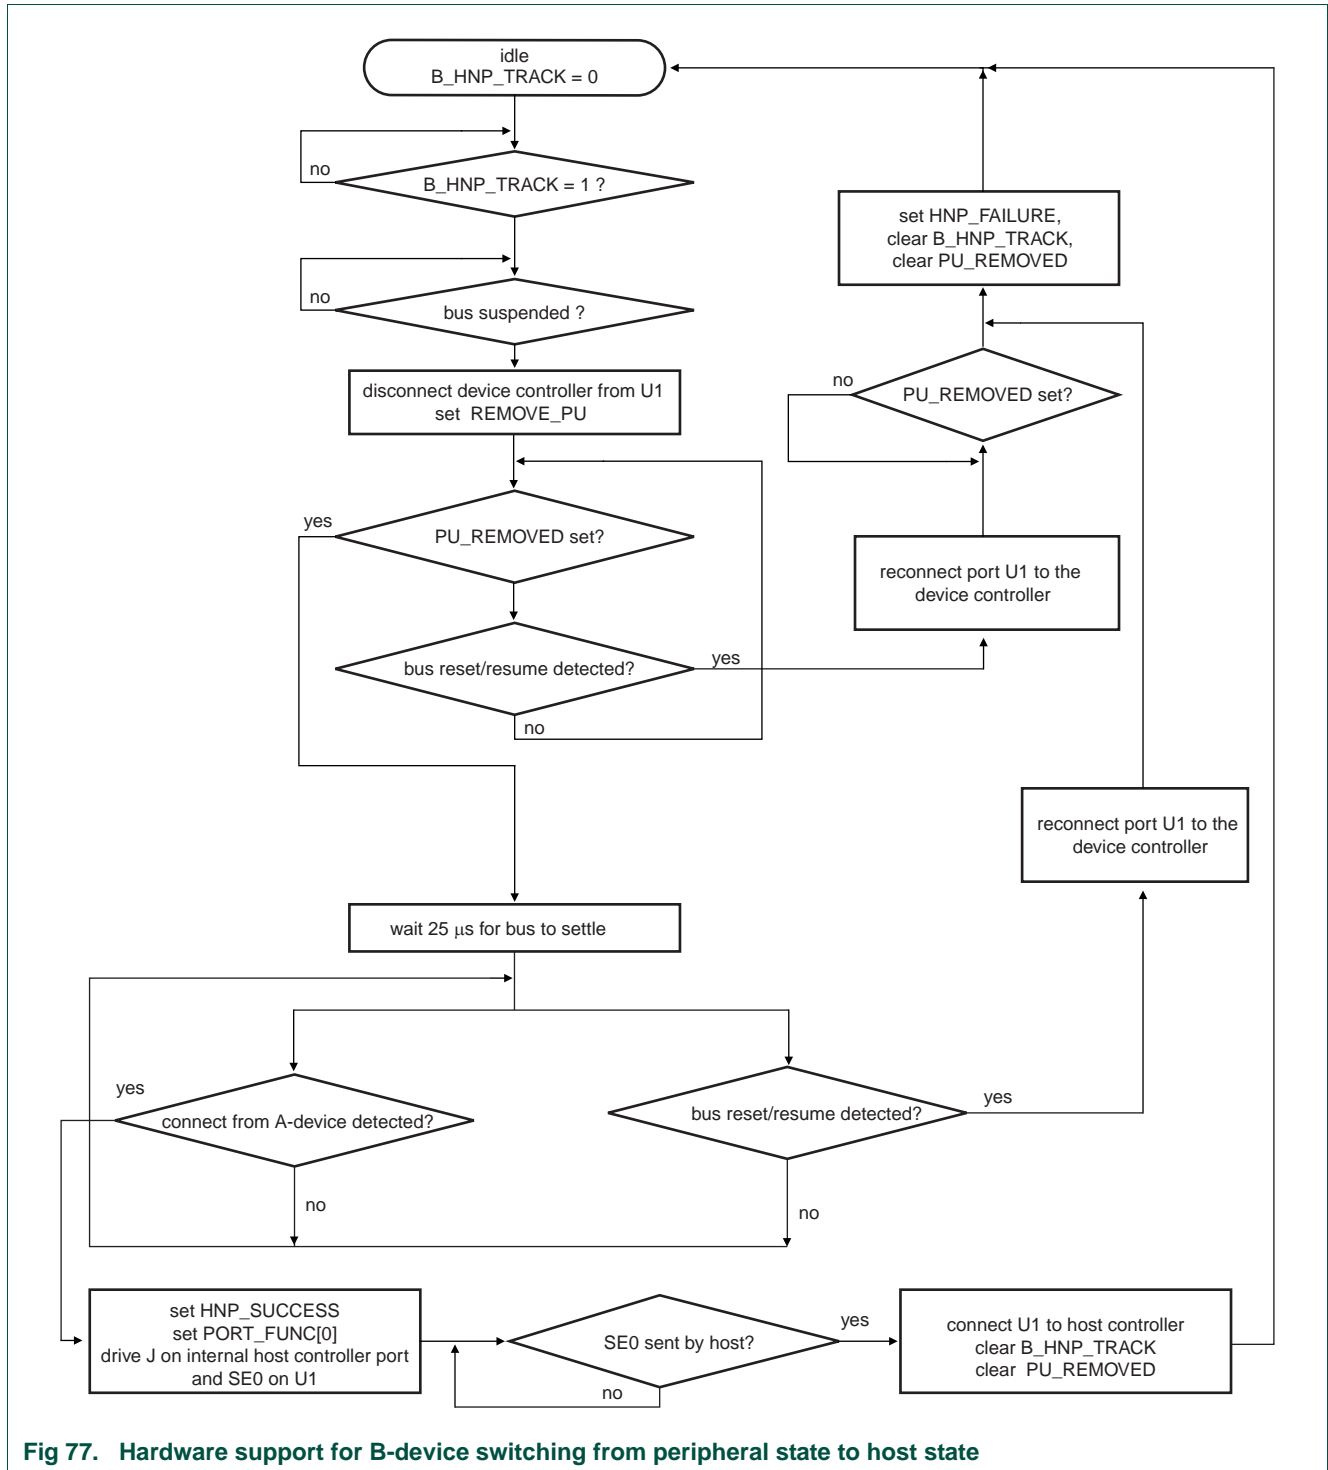 idle
B_HNP_TRACK = 0
no
B_HNP_TRACK = 1 ?
no
bus suspended ?
disconnect device controller from U1
set REMOVE_PU
yes
PU_REMOVED set?
bus reset/resume detected?
yes
no
set HNP_FAILURE,
clear B_HNP_TRACK,
clear PU_REMOVED
no
PU_REMOVED set?
reconnect port U1 to the
device controller
reconnect port U1 to the
device controller
wait 25 μs for bus to settle
yes
connect from A-device detected?
no
bus reset/resume detected?
yes
no
set HNP_SUCCESS
set PORT_FUNC[0]
drive J on internal host controller port
and SE0 on U1
SE0 sent by host?
no
yes
connect U1 to host controller
clear B_HNP_TRACK
clear PU_REMOVED
Fig 77. Hardware support for B-device switching from peripheral state to host state